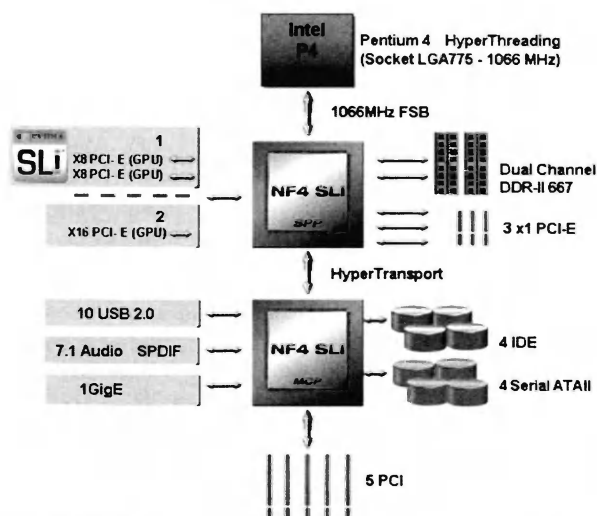 Intel
P4
Pentium 4 HyperThreading
(Socket LGA775 - 1066 MHz)
1066MHz FSB
SLi
1
X8 PCI- E (GPU)
X8 PCI- E (GPU)
2
X16 PCI- E (GPU)
NF4 SLI
SPP
Dual Channel
DDR-II 667
3 x1 PCI-E
HyperTransport
10 USB 2.0
7.1 Audio SPDIF
1GigE
NF4 SLI
MCP
4 IDE
4 Serial ATAII
5 PCI